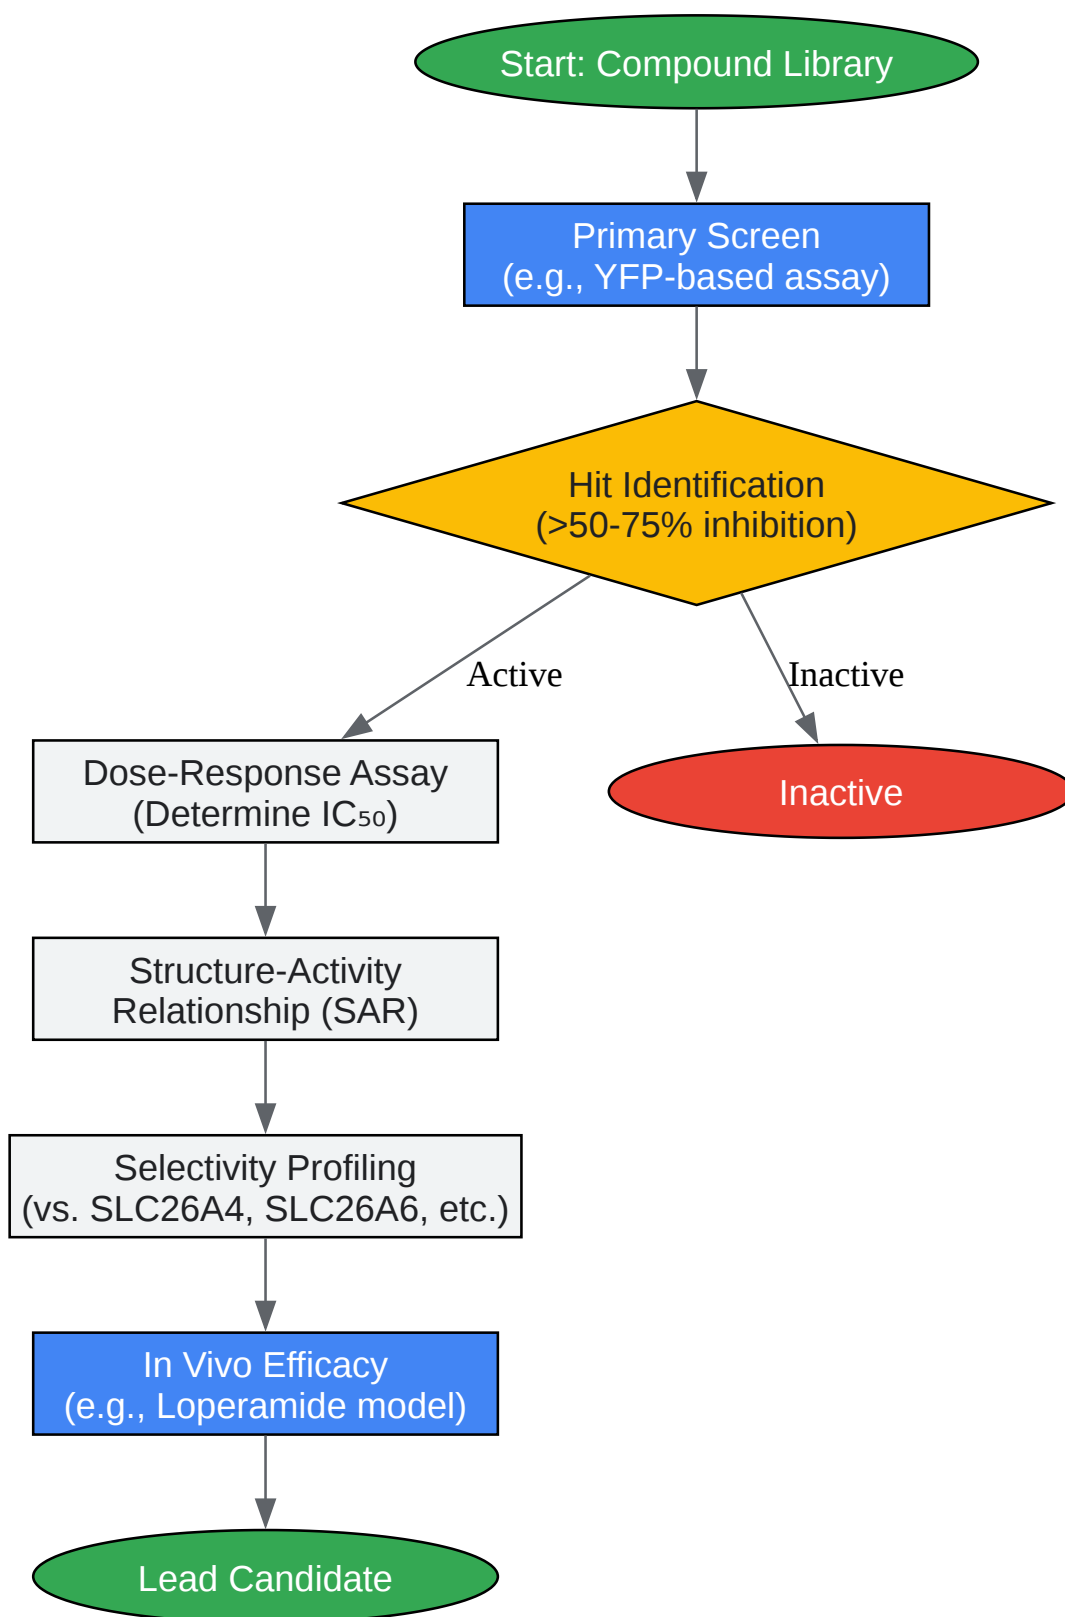 Start: Compound Library
Primary Screen
(e.g., YFP-based assay)
Hit Identification
(>50-75% inhibition)
Active
Inactive
Dose-Response Assay
(Determine IC₅₀)
Inactive
Structure-Activity
Relationship (SAR)
Selectivity Profiling
(vs. SLC26A4, SLC26A6, etc.)
In Vivo Efficacy
(e.g., Loperamide model)
Lead Candidate